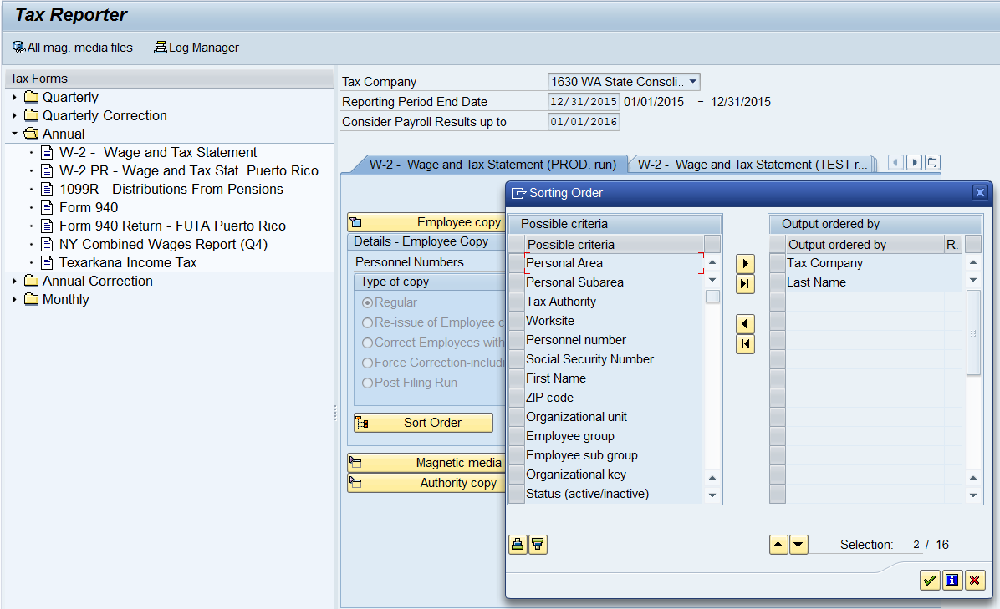 Tax Reporter
All mag. media files Log Manager
Tax Forms
Quarterly
Quarterly Correction
Annual
W-2 - Wage and Tax Statement
W-2 PR - Wage and Tax Stat. Puerto Rico
1099R - Distributions From Pensions
Form 940
Form 940 Return - FUTA Puerto Rico
NY Combined Wages Report (Q4)
Texarkana Income Tax
Annual Correction
Monthly
Tax Company 1630 WA State Consoli...
Reporting Period End Date 12/31/2015 01/01/2015 - 12/31/2015
Consider Payroll Results up to 01/01/2016
W-2 - Wage and Tax Statement (PROD. run) W-2 - Wage and Tax Statement (TEST r...
Employee copy
Details - Employee Copy
Personnel Numbers
Type of copy
Regular
Re-issue of Employee c
Correct Employees with
Force Correction-includi
Post Filing Run
Sort Order
Magnetic media
Authority copy
Sorting Order
Possible criteria
Possible criteria
Personal Area
Personal Subarea
Tax Authority
Worksite
Personnel number
Social Security Number
First Name
ZIP code
Organizational unit
Employee group
Employee sub group
Organizational key
Status (active/inactive)
Output ordered by
Output ordered by R.
Tax Company
Last Name
Selection: 2 / 16